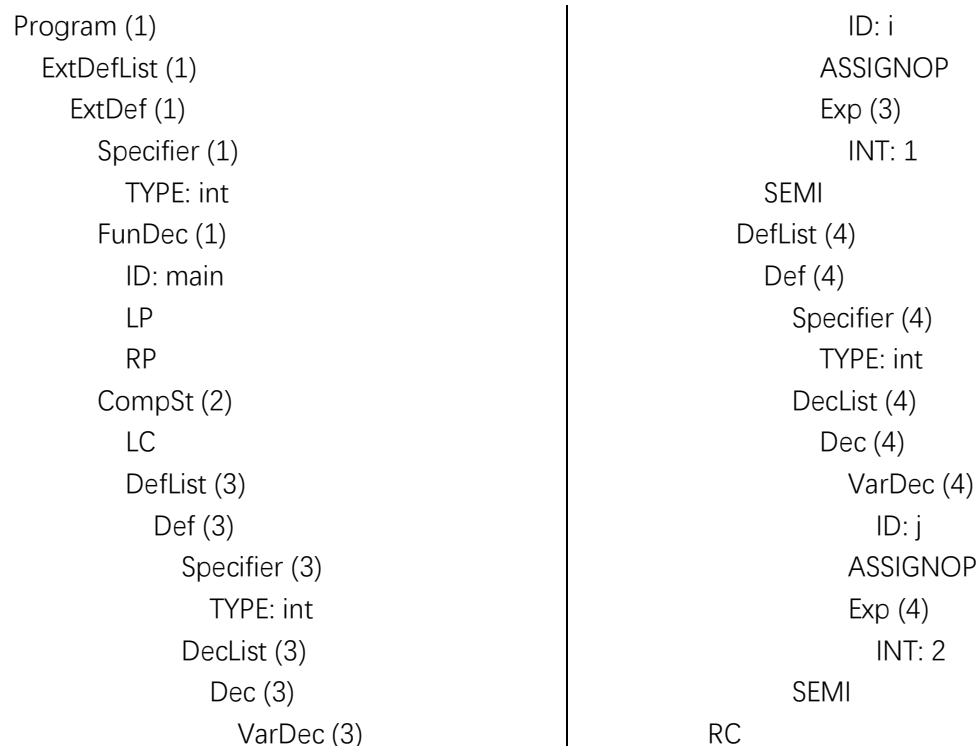 Program (1)
ExtDefList (1)
ExtDef (1)
Specifier (1)
TYPE: int
FunDec (1)
ID: main
LP
RP
CompSt (2)
LC
DefList (3)
Def (3)
Specifier (3)
TYPE: int
DecList (3)
Dec (3)
VarDec (3)
ID: i
ASSIGNOP
Exp (3)
INT: 1
SEMI
DefList (4)
Def (4)
Specifier (4)
TYPE: int
DecList (4)
Dec (4)
VarDec (4)
ID: j
ASSIGNOP
Exp (4)
INT: 2
SEMI
RC